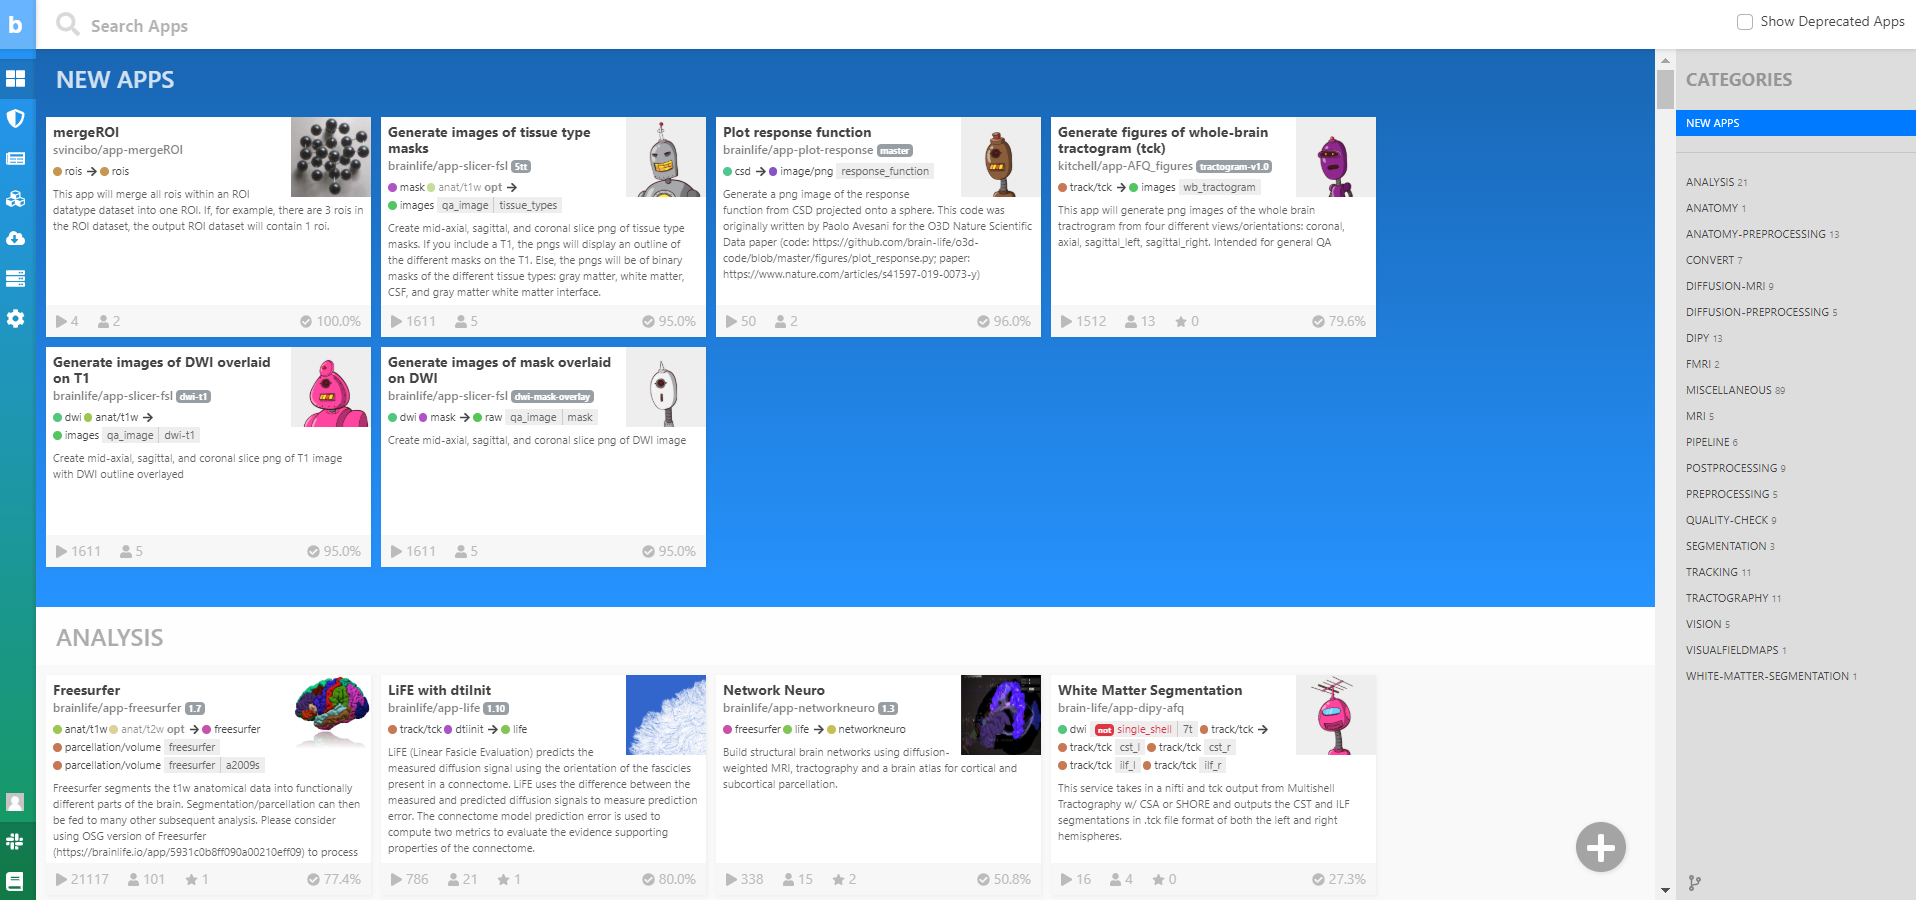 b
Search Apps
Show Deprecated Apps
NEW APPS
mergeROI
svincibo/app-mergeROI
rois → rois
This app will merge all rois within an ROI
datatype dataset into one ROI. If, for example, there are 3 rois in
the ROI dataset, the output ROI dataset will contain 1 roi.
4 2 100.0%
Generate images of tissue type
masks
brainlife/app-slicer-fsl 5tt
mask anat/t1w opt →
images qa_image tissue_types
Create mid-axial, sagittal, and coronal slice png of tissue type
masks. If you include a T1, the pngs will display an outline of
the different masks on the T1. Else, the pngs will be of binary
masks of the different tissue types: gray matter, white matter,
CSF, and gray matter white matter interface.
1611 5 95.0%
Plot response function
brainlife/app-plot-response master
csd → image/png response_function
Generate a png image of the response
function from CSD projected onto a sphere. This code was
originally written by Paolo Avesani for the O3D Nature Scientific
Data paper (code: https://github.com/brain-life/o3d-
code/blob/master/figures/plot_response.py; paper:
https://www.nature.com/articles/s41597-019-0073-y)
50 2 96.0%
Generate figures of whole-brain
tractogram (tck)
kitchell/app-AFQ_figures tractogram-v1.0
track/tck → images wb_tractogram
This app will generate png images of the whole brain
tractrogram from four different views/orientations: coronal,
axial, sagittal_left, sagittal_right. Intended for general QA
1512 13 0 79.6%
Generate images of DWI overlaid
on T1
brainlife/app-slicer-fsl dwi-t1
dwi anat/t1w →
images qa_image dwi-t1
Create mid-axial, sagittal, and coronal slice png of T1 image
with DWI outline overlayed
1611 5 95.0%
Generate images of mask overlaid
on DWI
brainlife/app-slicer-fsl dwi-mask-overlay
dwi mask → raw qa_image mask
Create mid-axial, sagittal, and coronal slice png of DWI image
1611 5 95.0%
ANALYSIS
Freesurfer
brainlife/app-freesurfer 1.7
anat/t1w anat/t2w opt → freesurfer
parcellation/volume freesurfer
parcellation/volume freesurfer a2009s
Freesurfer segments the t1w anatomical data into functionally
different parts of the brain. Segmentation/parcellation can then
be fed to many other subsequent analysis. Please consider
using OSG version of Freesurfer
(https://brainlife.io/app/5931c0b8ff090a00210eff09) to process
21117 101 1 77.4%
LiFE with dtiInit
brainlife/app-life 1.10
track/tck dtiinit → life
LiFE (Linear Fasicle Evaluation) predicts the
measured diffusion signal using the orientation of the fascicles
present in a connectome. LiFE uses the difference between the
measured and predicted diffusion signals to measure prediction
error. The connectome model prediction error is used to
compute two metrics to evaluate the evidence supporting
properties of the connectome.
786 21 1 80.0%
Network Neuro
brainlife/app-networkneuro 1.3
freesurfer life → networkneuro
Build structural brain networks using diffusion-
weighted MRI, tractography and a brain atlas for cortical and
subcortical parcellation.
338 15 2 50.8%
White Matter Segmentation
brain-life/app-dipy-afq
dwi not single_shell 7t track/tck →
track/tck cst_l track/tck cst_r
track/tck ilf_l track/tck ilf_r
This service takes in a nifti and tck output from Multishell
Tractography w/ CSA or SHORE and outputs the CST and ILF
segmentations in .tck file format of both the left and right
hemispheres.
16 4 0 27.3%
CATEGORIES
NEW APPS
ANALYSIS 21
ANATOMY 1
ANATOMY-PREPROCESSING 13
CONVERT 7
DIFFUSION-MRI 9
DIFFUSION-PREPROCESSING 5
DIPY 13
FMRI 2
MISCELLANEOUS 89
MRI 5
PIPELINE 6
POSTPROCESSING 9
PREPROCESSING 5
QUALITY-CHECK 9
SEGMENTATION 3
TRACKING 11
TRACTOGRAPHY 11
VISION 5
VISUALFIELDMAPS 1
WHITE-MATTER-SEGMENTATION 1